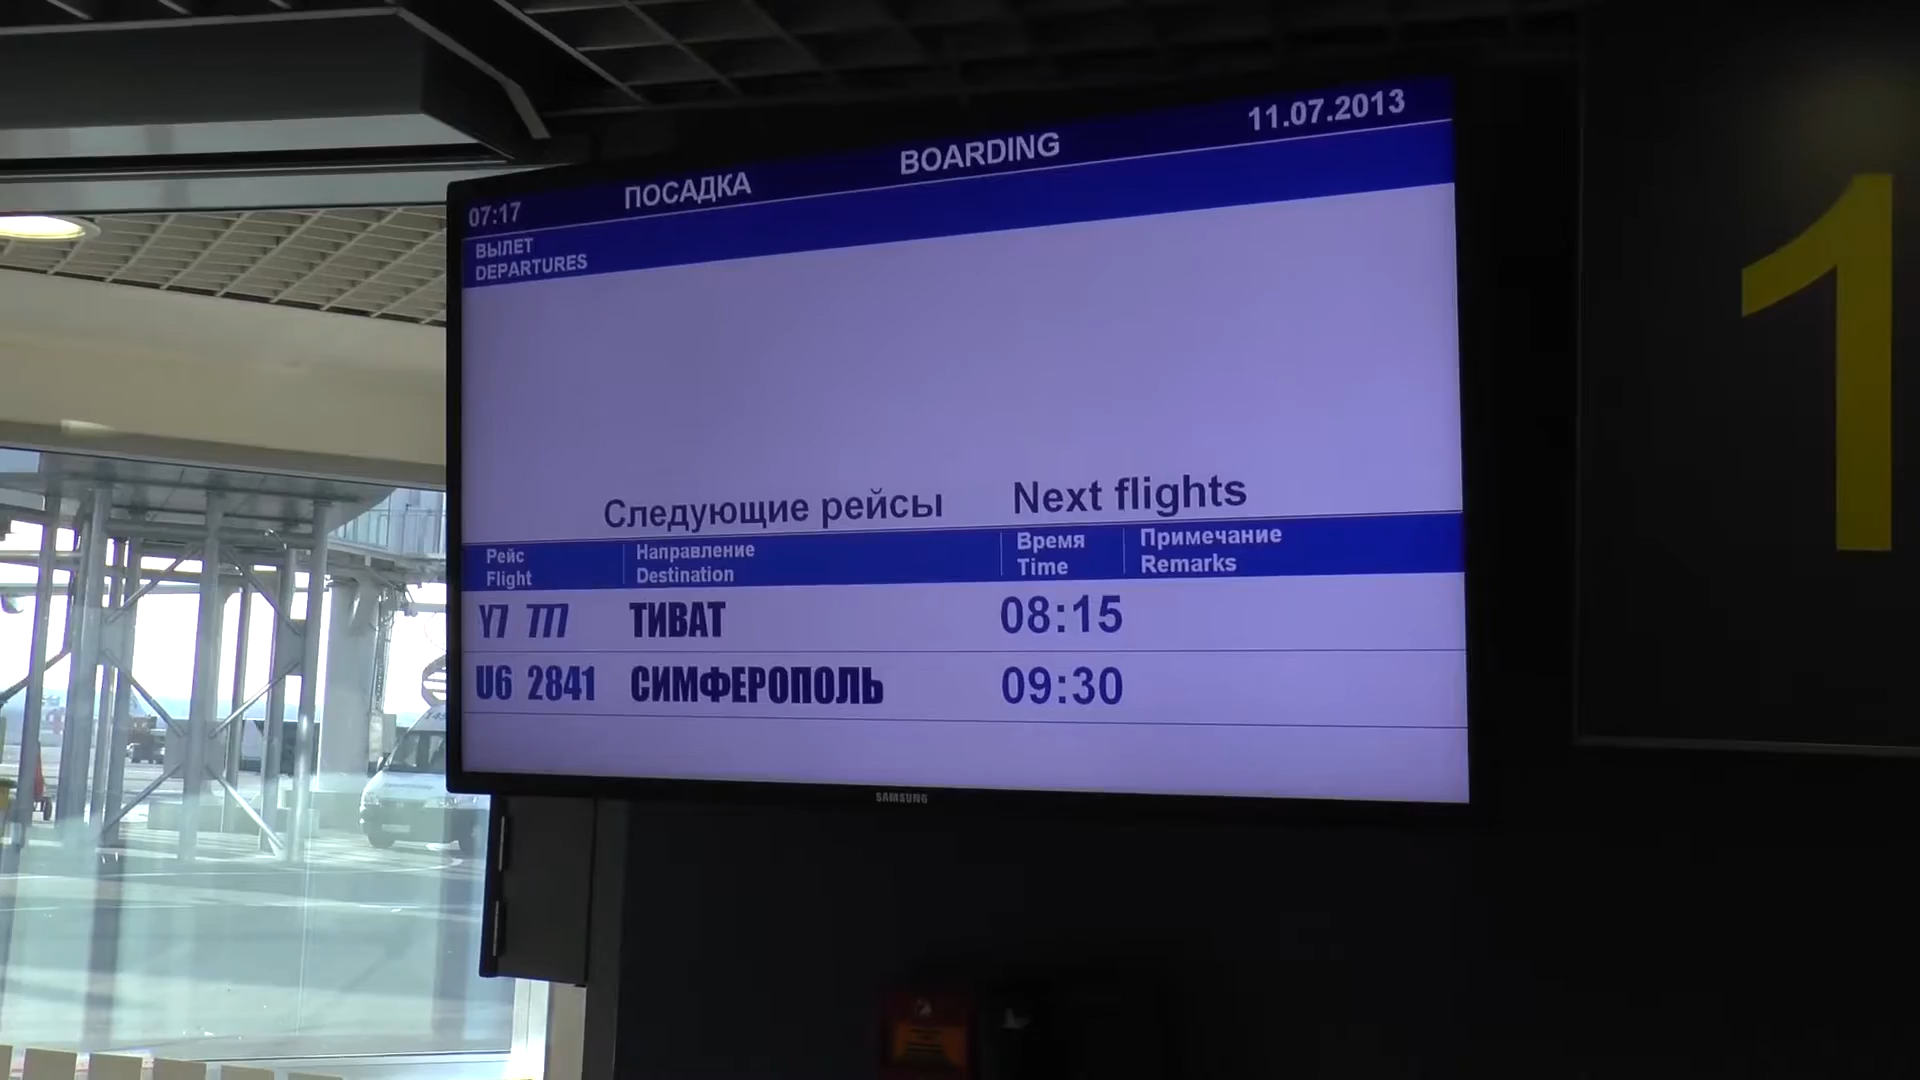 07:17 ПОСАДКА BOARDING 11.07.2013
ВЫЛЕТ
DEPARTURES
Следующие рейсы Next flights
Рейс Направление Время Примечание
Flight Destination Time Remarks
Y7 777 ТИВАТ 08:15
U6 2841 СИМФЕРОПОЛЬ 09:30
SAMSUNG
1